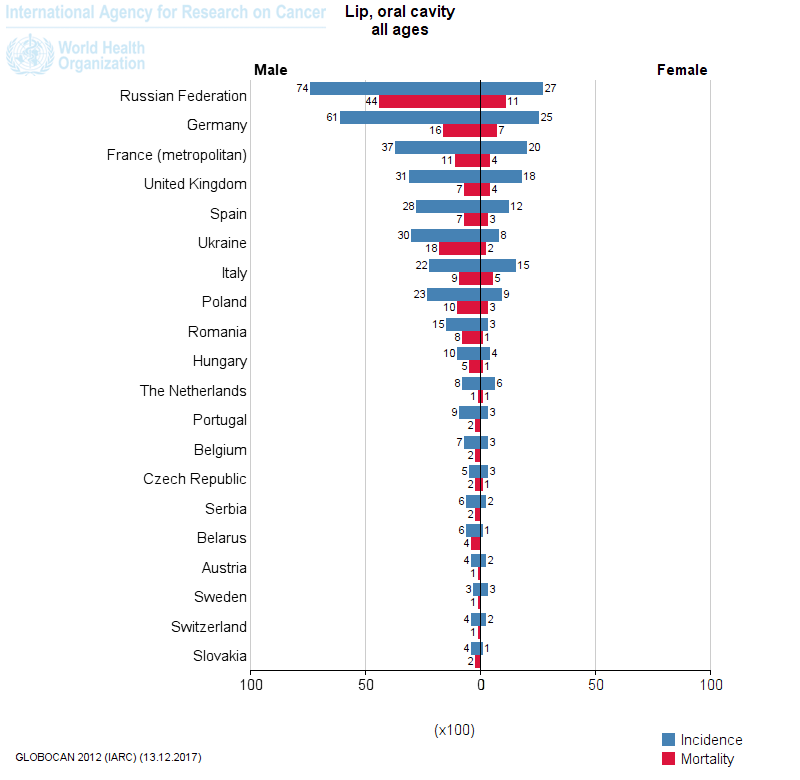 International Agency for Research on Cancer
World Health
Organization
Lip, oral cavity
all ages
Male Female
Russian Federation 74 27
44 11
Germany 61 25
16 7
France (metropolitan) 37 20
11 4
United Kingdom 31 18
7 4
Spain 28 12
7 3
Ukraine 30 8
18 2
Italy 22 15
9 5
Poland 23 9
10 3
Romania 15 3
8 1
Hungary 10 4
5 1
The Netherlands 8 6
1 1
Portugal 9 3
2
Belgium 7 3
2
Czech Republic 5 3
2 1
Serbia 6 2
2
Belarus 6 1
4
Austria 4 2
1
Sweden 3 3
1
Switzerland 4 2
1
Slovakia 4 1
2
100 50 0 50 100
(x100)
Incidence
Mortality
GLOBOCAN 2012 (IARC) (13.12.2017)